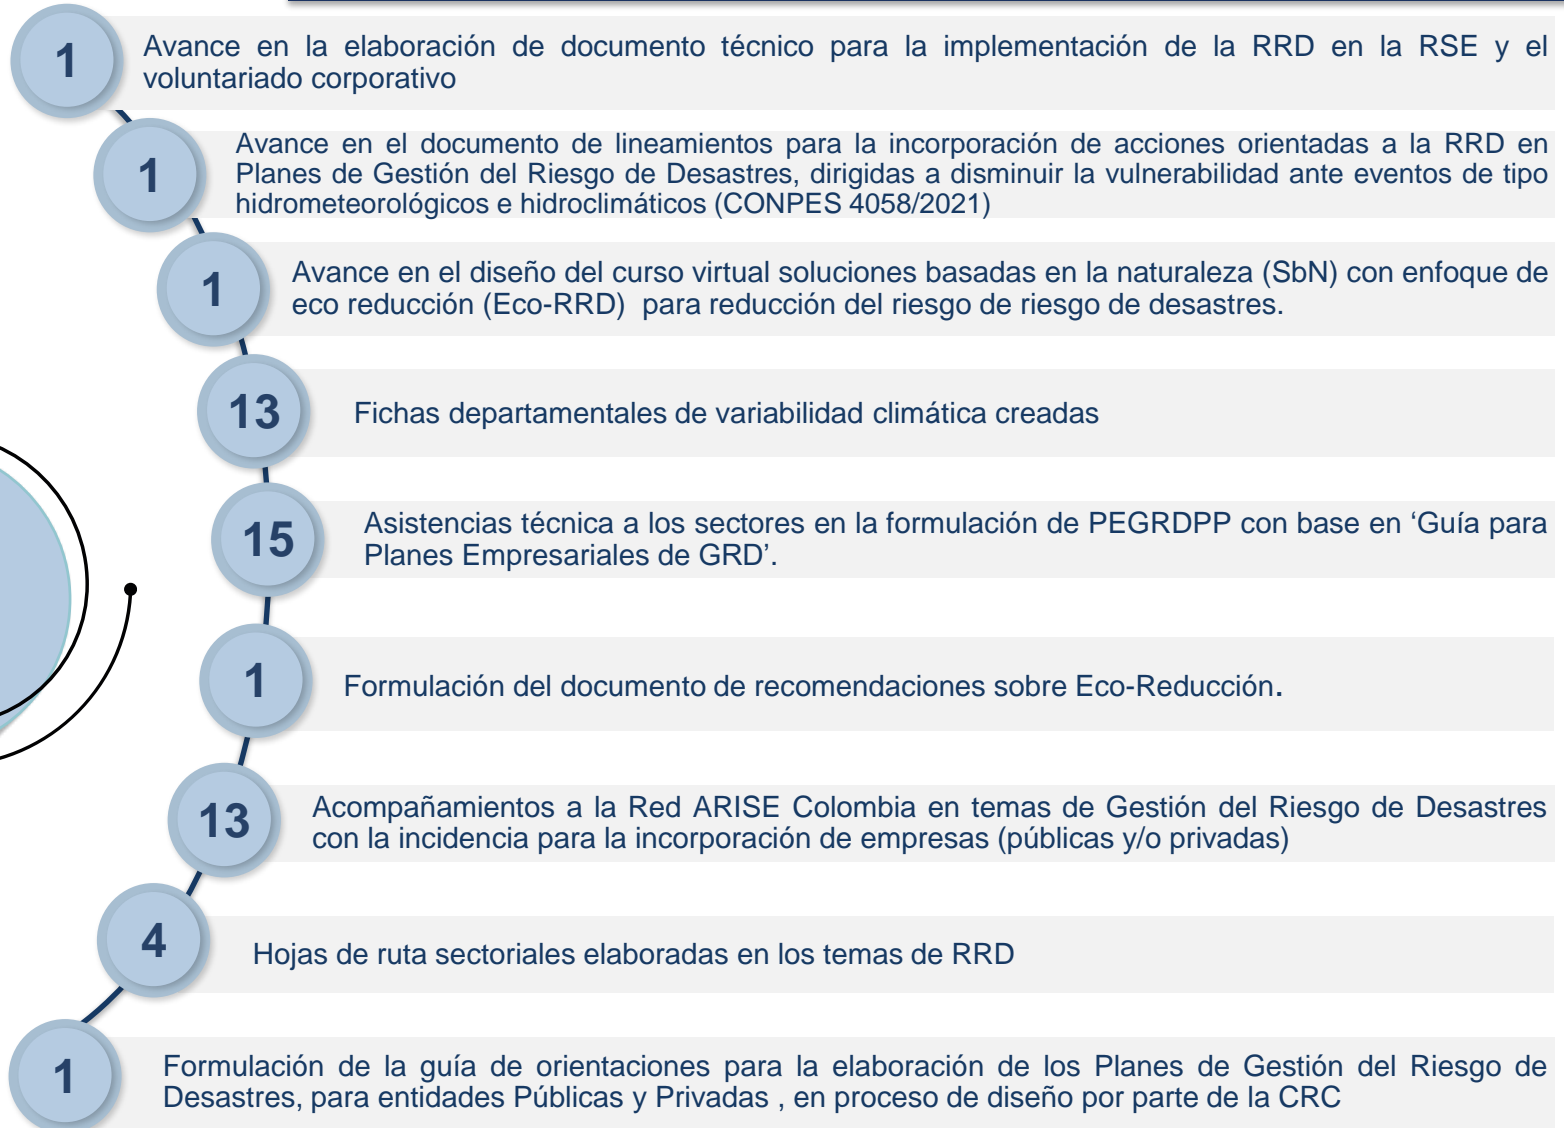 1
Avance en la elaboración de documento técnico para la implementación de la RRD en la RSE y el
voluntariado corporativo
1
Avance en el documento de lineamientos para la incorporación de acciones orientadas a la RRD en
Planes de Gestión del Riesgo de Desastres, dirigidas a disminuir la vulnerabilidad ante eventos de tipo
hidrometeorológicos e hidroclimáticos (CONPES 4058/2021)
1
Avance en el diseño del curso virtual soluciones basadas en la naturaleza (SbN) con enfoque de
eco reducción (Eco-RRD)  para reducción del riesgo de riesgo de desastres.
13
Fichas departamentales de variabilidad climática creadas
15
Asistencias técnica a los sectores en la formulación de PEGRDPP con base en ‘Guía para
Planes Empresariales de GRD’.
1
Formulación del documento de recomendaciones sobre Eco-Reducción.
13
Acompañamientos a la Red ARISE Colombia en temas de Gestión del Riesgo de Desastres
con la incidencia para la incorporación de empresas (públicas y/o privadas)
4
Hojas de ruta sectoriales elaboradas en los temas de RRD
1
Formulación de la guía de orientaciones para la elaboración de los Planes de Gestión del Riesgo de
Desastres, para entidades Públicas y Privadas , en proceso de diseño por parte de la CRC